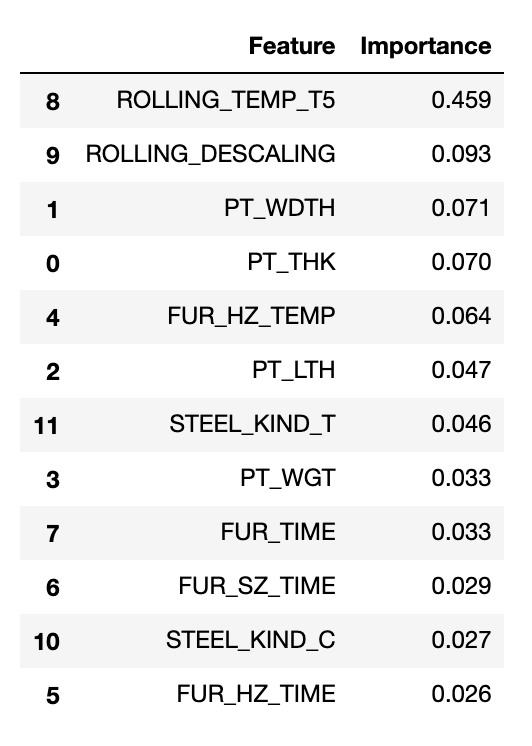 Feature Importance
8 ROLLING_TEMP_T5 0.459
9 ROLLING_DESCALING 0.093
1 PT_WDTH 0.071
0 PT_THK 0.070
4 FUR_HZ_TEMP 0.064
2 PT_LTH 0.047
11 STEEL_KIND_T 0.046
3 PT_WGT 0.033
7 FUR_TIME 0.033
6 FUR_SZ_TIME 0.029
10 STEEL_KIND_C 0.027
5 FUR_HZ_TIME 0.026